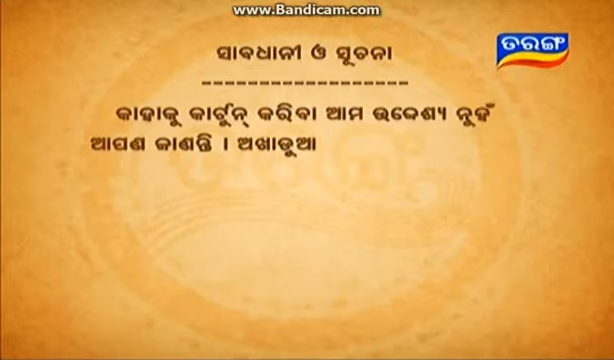 www.Bandicam.com
ତରଙ୍ଗ
ସାବଧାନୀ ଓ ସୂଚନା
------------------
କାହାକୁ କାର୍ଟୁନ୍ କରିବା ଆମ ଉଦ୍ଦେଶ୍ୟ ନୁହଁ
ଆପଣ ଜାଣନ୍ତି । ଅଖାଡୁଆ